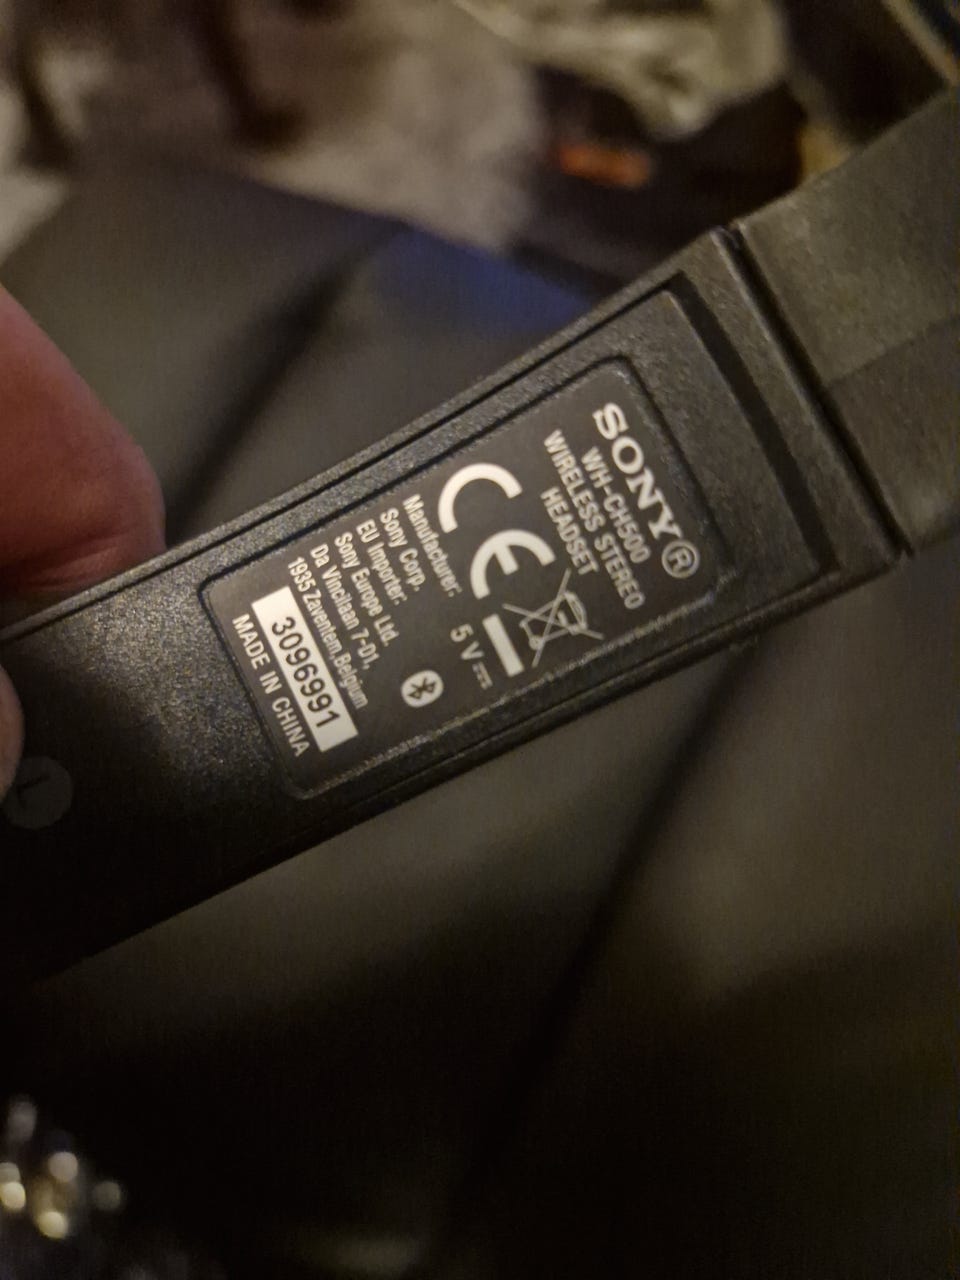 SONY®
WH-CH500
WIRELESS STEREO
HEADSET
CE
5 V
Manufacturer:
Sony Corp.
EU Importer:
Sony Europe Ltd.
Da Vincilaan 7-D1,
1935 Zaventem, Belgium
3096991
MADE IN CHINA